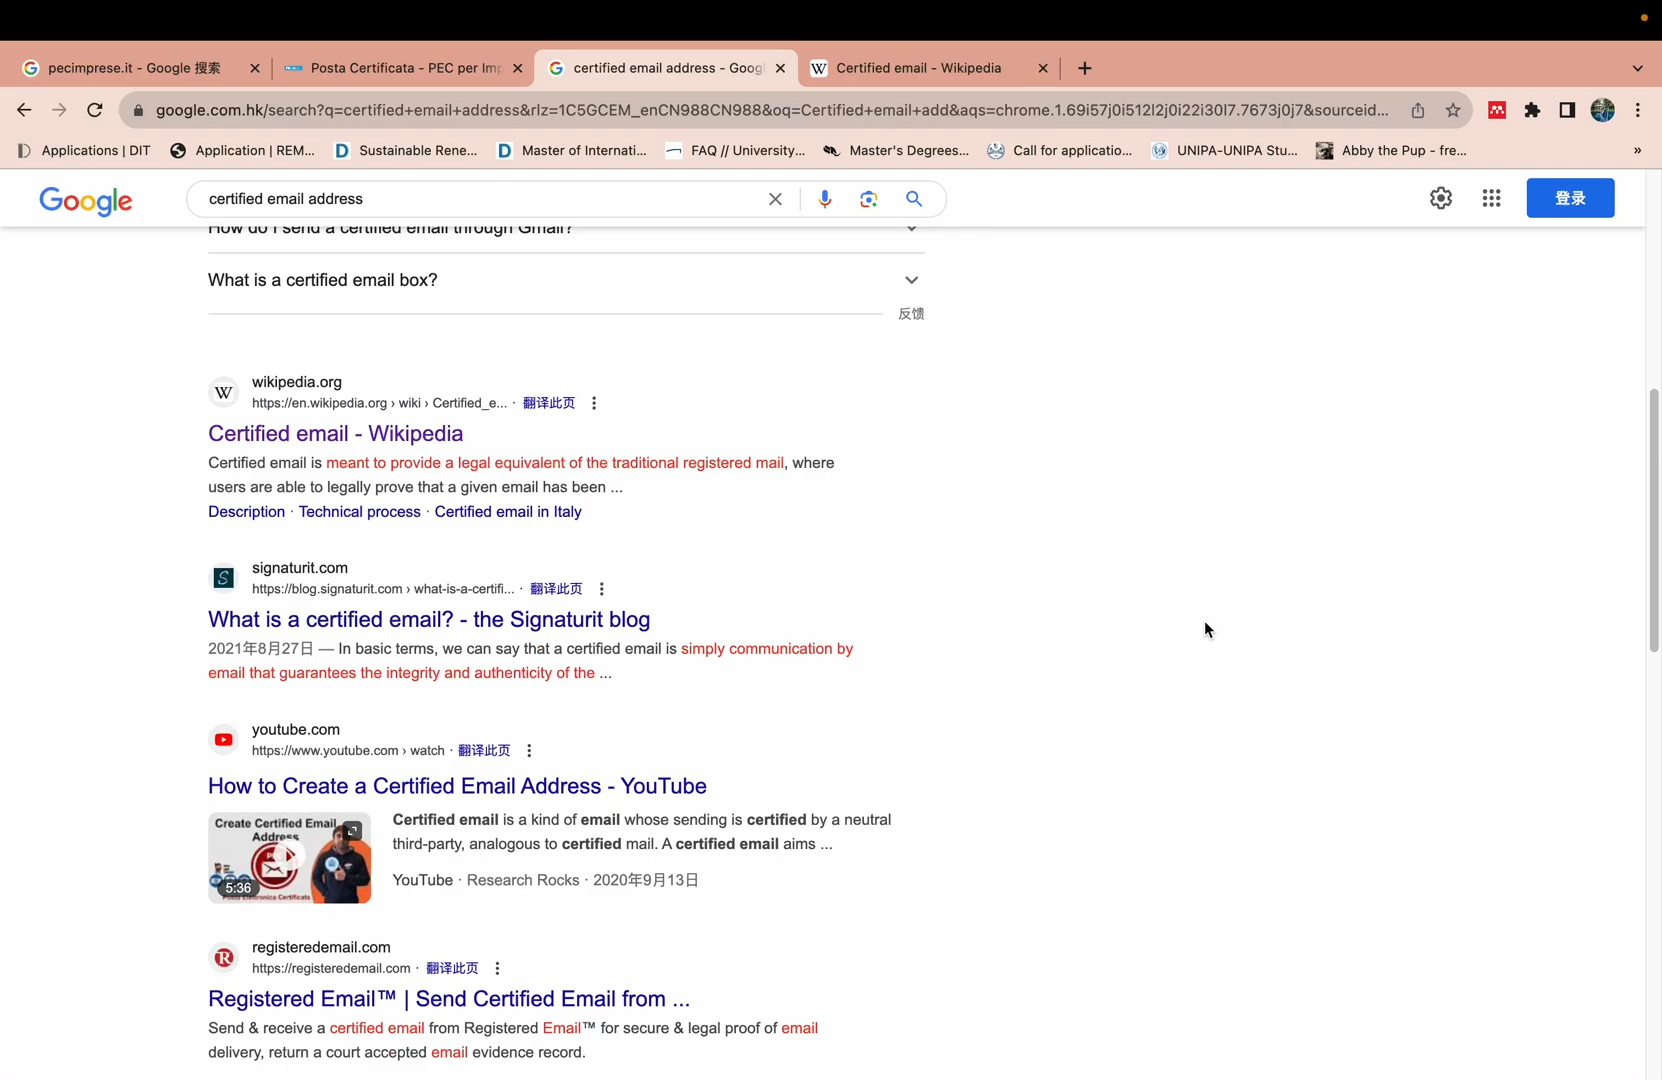 pecimprese.it - Google 搜索
Posta Certificata - PEC per Im
certified email address - Goog
Certified email - Wikipedia
google.com.hk/search?q=certified+email+address&rlz=1C5GCEM_enCN988CN988&oq=Certified+email+add&aqs=chrome.1.69i57j0i512l2j0i22i30l7.7673j0j7&sourceid...
Applications | DIT
Application | REM...
Sustainable Rene...
Master of Internati...
FAQ // University...
Master's Degrees...
Call for applicatio...
UNIPA-UNIPA Stu...
Abby the Pup - fre...
»
Google
certified email address
登录
How do I send a certified email through Gmail?
What is a certified email box?
反馈
wikipedia.org
https://en.wikipedia.org › wiki › Certified_e... · 翻译此页
Certified email - Wikipedia
Certified email is meant to provide a legal equivalent of the traditional registered mail, where
users are able to legally prove that a given email has been ...
Description · Technical process · Certified email in Italy
signaturit.com
https://blog.signaturit.com › what-is-a-certifi... · 翻译此页
What is a certified email? - the Signaturit blog
2021年8月27日 — In basic terms, we can say that a certified email is simply communication by
email that guarantees the integrity and authenticity of the ...
youtube.com
https://www.youtube.com › watch · 翻译此页
How to Create a Certified Email Address - YouTube
Create Certified Email
Address
5:36
Posta Elettronica Certificata
Certified email is a kind of email whose sending is certified by a neutral
third-party, analogous to certified mail. A certified email aims ...
YouTube · Research Rocks · 2020年9月13日
registeredemail.com
https://registeredemail.com · 翻译此页
Registered Email™ | Send Certified Email from ...
Send & receive a certified email from Registered Email™ for secure & legal proof of email
delivery, return a court accepted email evidence record.